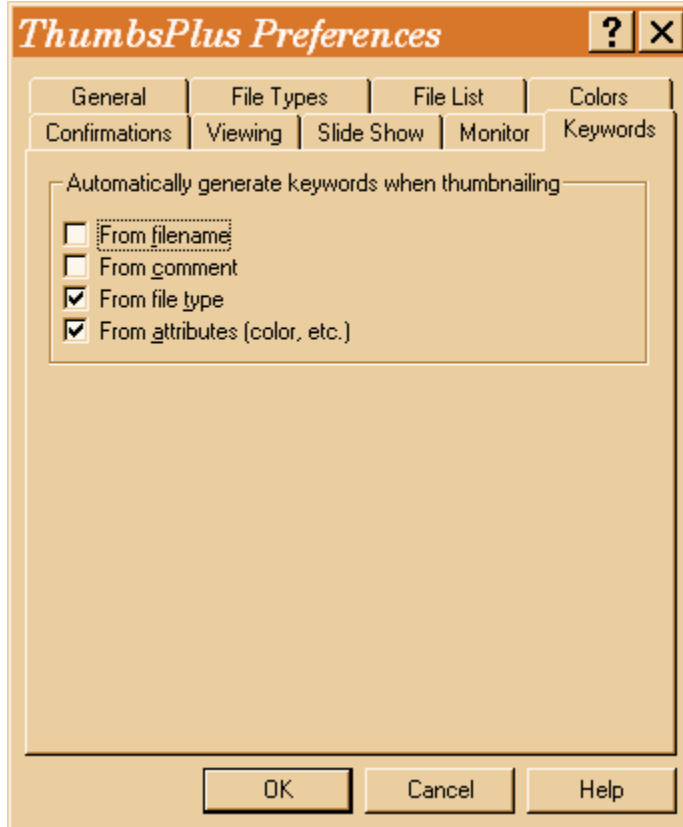 ThumbsPlus Preferences ? X
General File Types File List Colors
Confirmations Viewing Slide Show Monitor Keywords
Automatically generate keywords when thumbnailing
From filename
From comment
From file type
From attributes (color, etc.)
OK Cancel Help